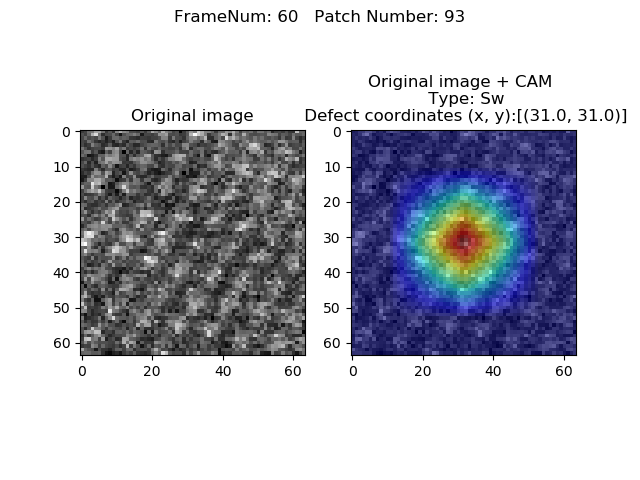 FrameNum: 60   Patch Number: 93
Original image
0
10
20
30
40
50
60
0 20 40 60
Original image + CAM
Type: Sw
Defect coordinates (x, y):[(31.0, 31.0)]
0
10
20
30
40
50
60
0 20 40 60